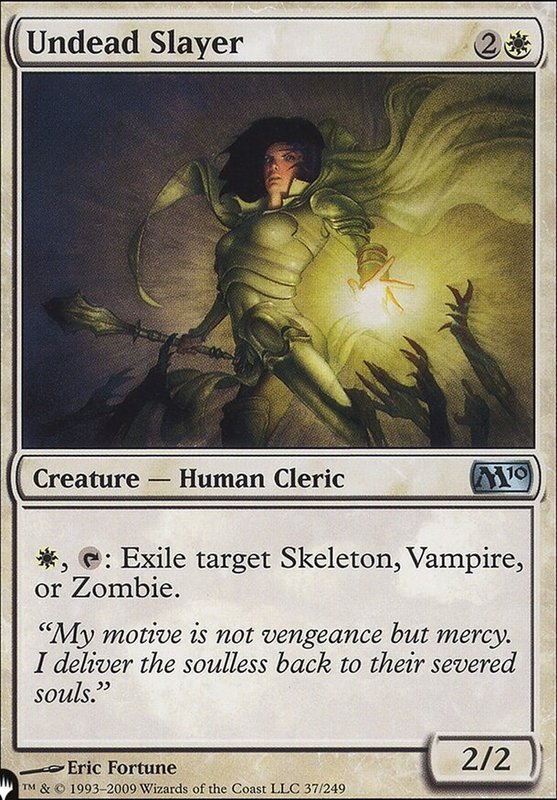 Undead Slayer 2
Creature — Human Cleric M10
, : Exile target Skeleton, Vampire,
or Zombie.
“My motive is not vengeance but mercy.
I deliver the soulless back to their severed
souls.”
2/2
Eric Fortune
™ & © 1993–2009 Wizards of the Coast LLC 37/249